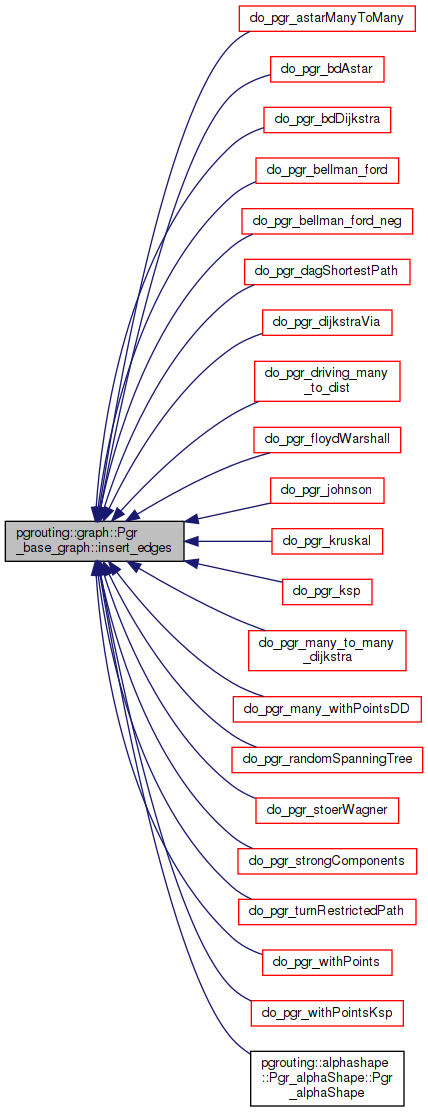 do_pgr_astarManyToMany
do_pgr_bdAstar
do_pgr_bdDijkstra
do_pgr_bellman_ford
do_pgr_bellman_ford_neg
do_pgr_dagShortestPath
do_pgr_dijkstraVia
do_pgr_driving_many
_to_dist
do_pgr_floydWarshall
do_pgr_johnson
pgrouting::graph::Pgr
_base_graph::insert_edges
do_pgr_kruskal
do_pgr_ksp
do_pgr_many_to_many
_dijkstra
do_pgr_many_withPointsDD
do_pgr_randomSpanningTree
do_pgr_stoerWagner
do_pgr_strongComponents
do_pgr_turnRestrictedPath
do_pgr_withPoints
do_pgr_withPointsKsp
pgrouting::alphashape
::Pgr_alphaShape::Pgr
_alphaShape